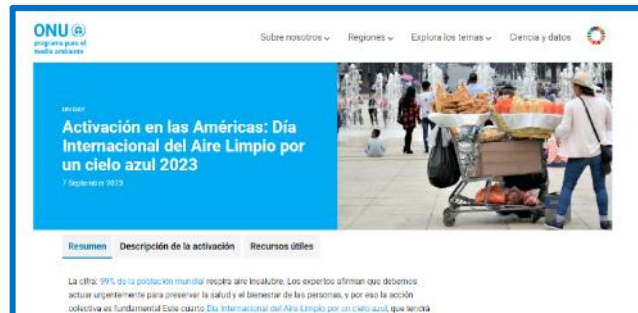 ONU
programa para el
medio ambiente
Sobre nosotros Regiones Explora los temas Ciencia y datos
UN DAY
Activación en las Américas: Día
Internacional del Aire Limpio por
un cielo azul 2023
7 September 2023
Resumen Descripción de la activación Recursos útiles
La cifra: 99% de la población mundial respira aire insalubre. Los expertos afirman que debemos
actuar urgentemente para preservar la salud y el bienestar de las personas, y por eso la acción
colectiva es fundamental Este cuarto Día Internacional del Aire Limpio por un cielo azul, que tendrá